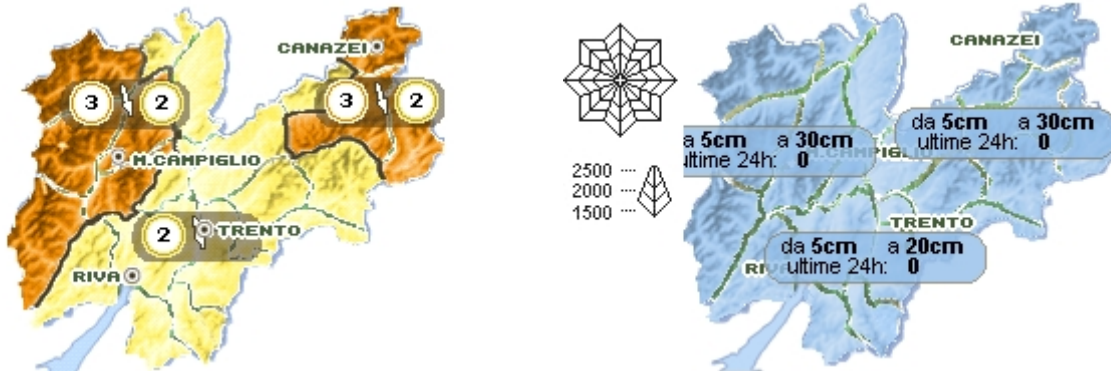 CANAZEI
3 2
3 2
M.CAMPIGLIO
2
TRENTO
RIVA
2500
2000
1500
CANAZEI
da 5cm a 30cm
ultime 24h: 0
a 5cm a 30cm
ultime 24h: 0
M.CAMPIGLIO
TRENTO
da 5cm a 20cm
ultime 24h: 0